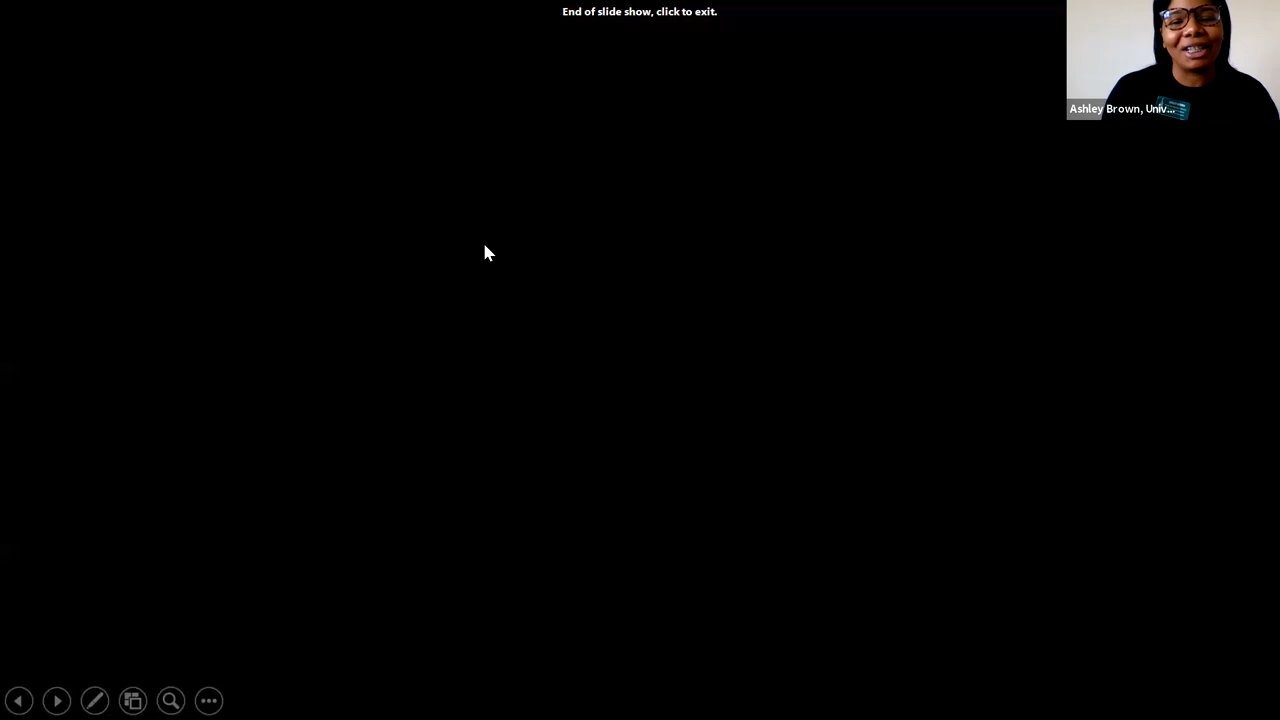 End of slide show, click to exit.
Ashley Brown, Univ...